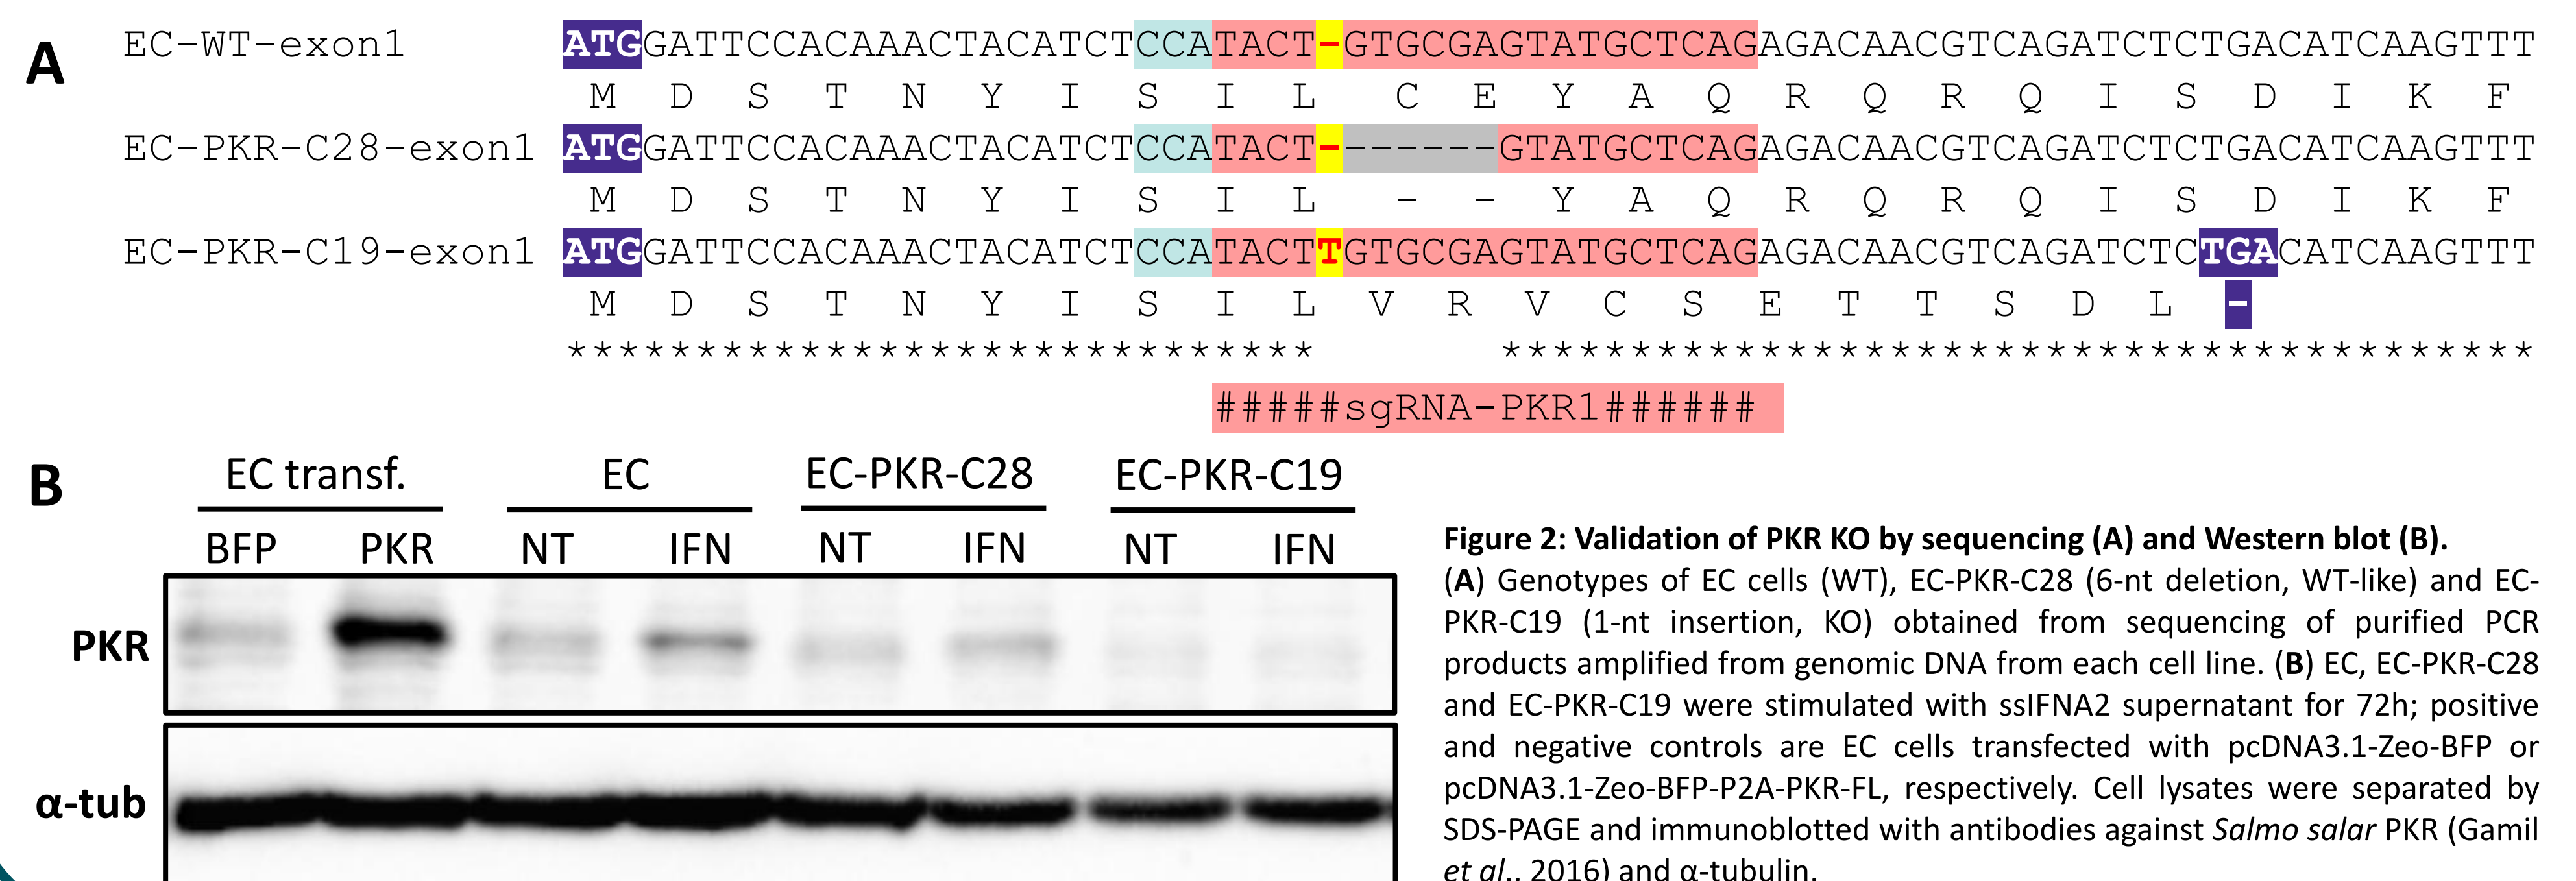 A
EC-WT-exon1 ATGGATTCCACAAACTACATCTCCATACT-GTGCGAGTATGCTCAGAGACAACGTCAGATCTCTGACATCAAGTTT
M D S T N Y I S I L C E Y A Q R Q R Q I S D I K F
EC-PKR-C28-exon1 ATGGATTCCACAAACTACATCTCCATACT-------GTATGCTCAGAGACAACGTCAGATCTCTGACATCAAGTTT
M D S T N Y I S I L - - Y A Q R Q R Q I S D I K F
EC-PKR-C19-exon1 ATGGATTCCACAAACTACATCTCCATACTTGTGCGAGTATGCTCAGAGACAACGTCAGATCTCTGACATCAAGTTT
M D S T N Y I S I L V R V C S E T T S D L -
***************************** ****************************************
#####sgRNA-PKR1######
B
EC transf. EC EC-PKR-C28 EC-PKR-C19
BFP PKR NT IFN NT IFN NT IFN
PKR
α-tub
Figure 2: Validation of PKR KO by sequencing (A) and Western blot (B).
(A) Genotypes of EC cells (WT), EC-PKR-C28 (6-nt deletion, WT-like) and EC-
PKR-C19 (1-nt insertion, KO) obtained from sequencing of purified PCR
products amplified from genomic DNA from each cell line. (B) EC, EC-PKR-C28
and EC-PKR-C19 were stimulated with ssIFNA2 supernatant for 72h; positive
and negative controls are EC cells transfected with pcDNA3.1-Zeo-BFP or
pcDNA3.1-Zeo-BFP-P2A-PKR-FL, respectively. Cell lysates were separated by
SDS-PAGE and immunoblotted with antibodies against Salmo salar PKR (Gamil
et al., 2016) and α-tubulin.